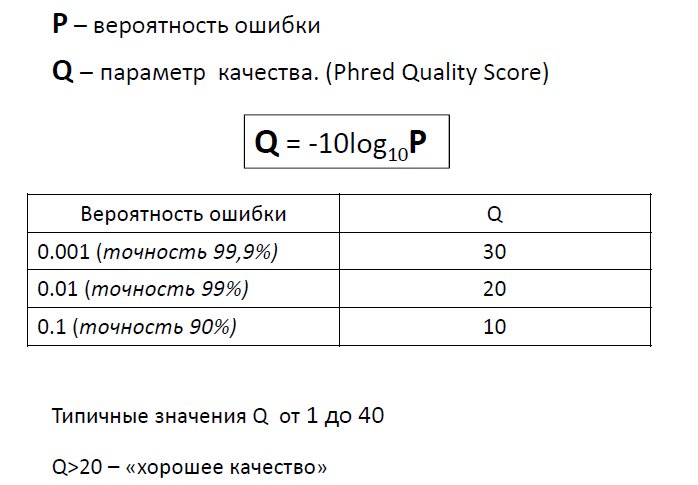 P – вероятность ошибки
Q – параметр качества. (Phred Quality Score)
Q = -10log10P
Вероятность ошибки Q
0.001 (точность 99,9%) 30
0.01 (точность 99%) 20
0.1 (точность 90%) 10
Типичные значения Q от 1 до 40
Q>20 – «хорошее качество»